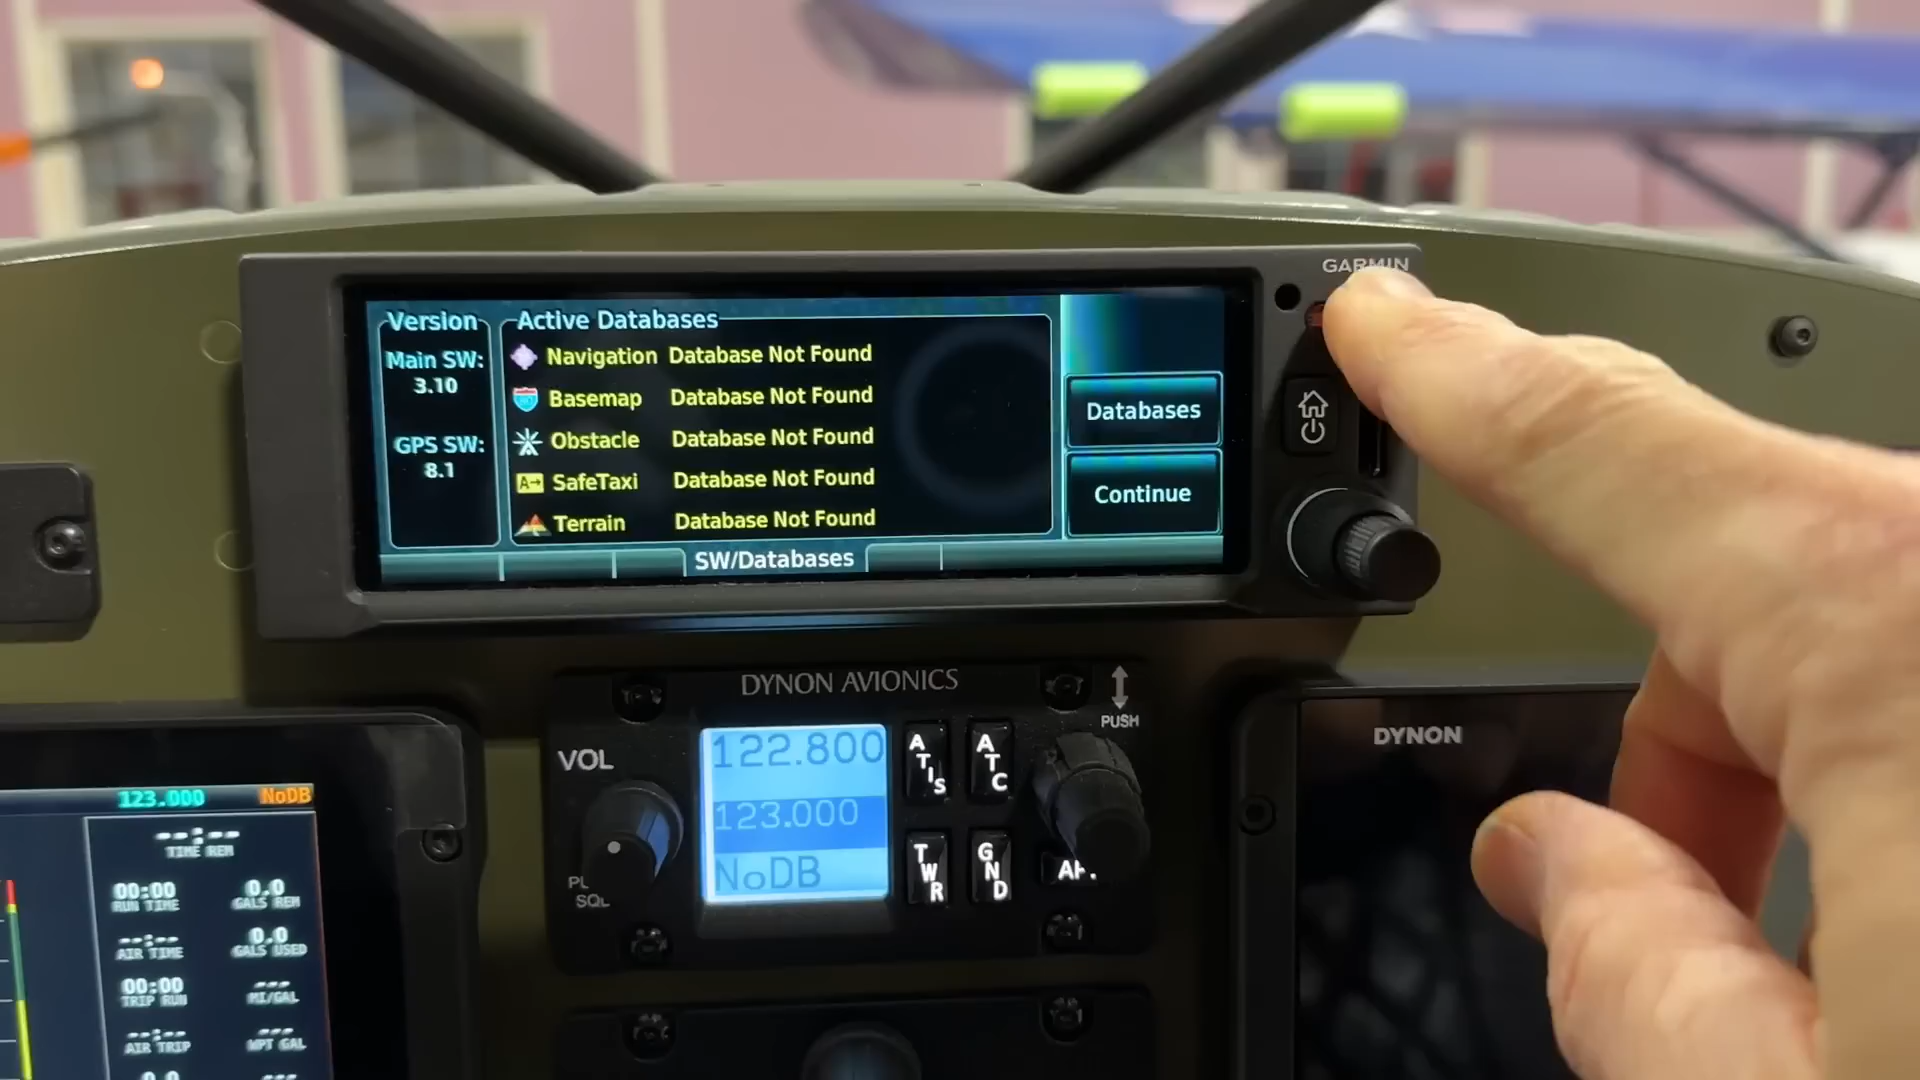 GARMIN
Version
Main SW:
3.10
GPS SW:
8.1
Active Databases
Navigation Database Not Found
Basemap Database Not Found
Obstacle Database Not Found
A→ SafeTaxi Database Not Found
Terrain Database Not Found
SW/Databases
Databases
Continue
DYNON AVIONICS
PUSH
VOL
SQL
122.800
123.000
NoDB
ATIS
ATC
TWR
GND
DYNON
123.000 NoDB
--:--
TIME REM
00:00 0.0
RUN TIME GALS REM
--:-- 0.0
AIR TIME GALS USED
00:00 ---
TRIP RUN MI/GAL
--:-- ---
AIR TRIP WPT GAL
0.0 ---